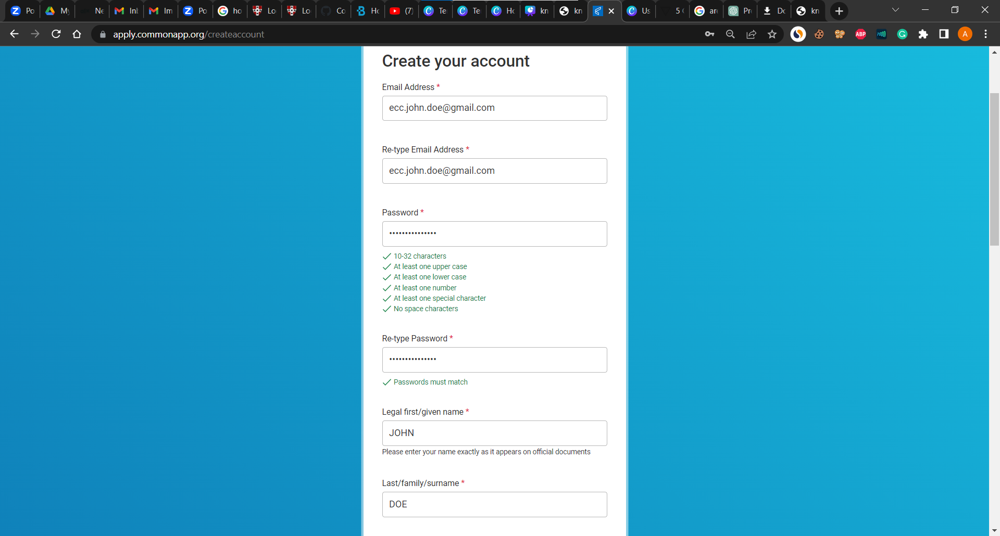 Po
My
Ne
Inl
Im
Po
ho
Lo
Lo
Co
Ho
(7)
Te
Te
Ho
kn
kn
Us
5
Pr
Do
kn
apply.commonapp.org/createaccount
ABP
A
Create your account
Email Address *
ecc.john.doe@gmail.com
Re-type Email Address *
ecc.john.doe@gmail.com
Password *
•••••••••••••••
10-32 characters
At least one upper case
At least one lower case
At least one number
At least one special character
No space characters
Re-type Password *
•••••••••••••••
Passwords must match
Legal first/given name *
JOHN
Please enter your name exactly as it appears on official documents
Last/family/surname *
DOE